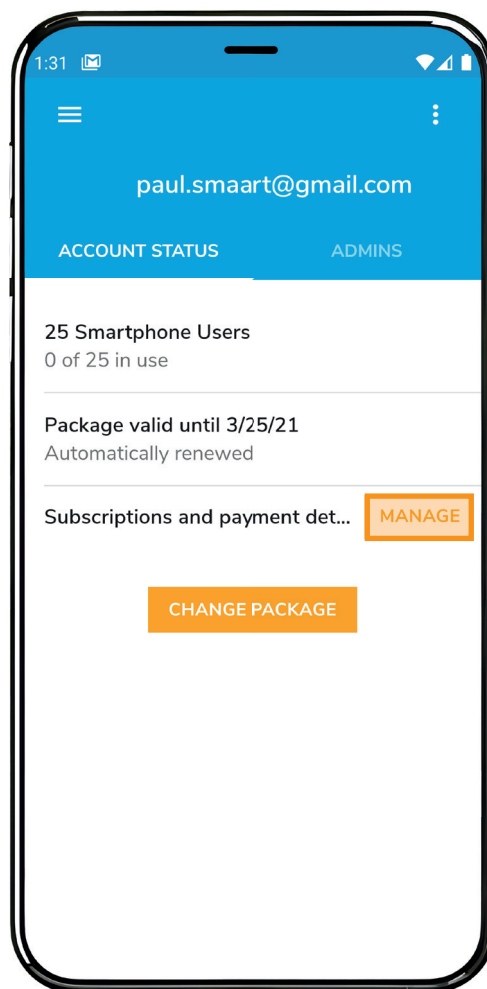 1:31
paul.smaart@gmail.com
ACCOUNT STATUS ADMINS
25 Smartphone Users
0 of 25 in use
Package valid until 3/25/21
Automatically renewed
Subscriptions and payment det... MANAGE
CHANGE PACKAGE